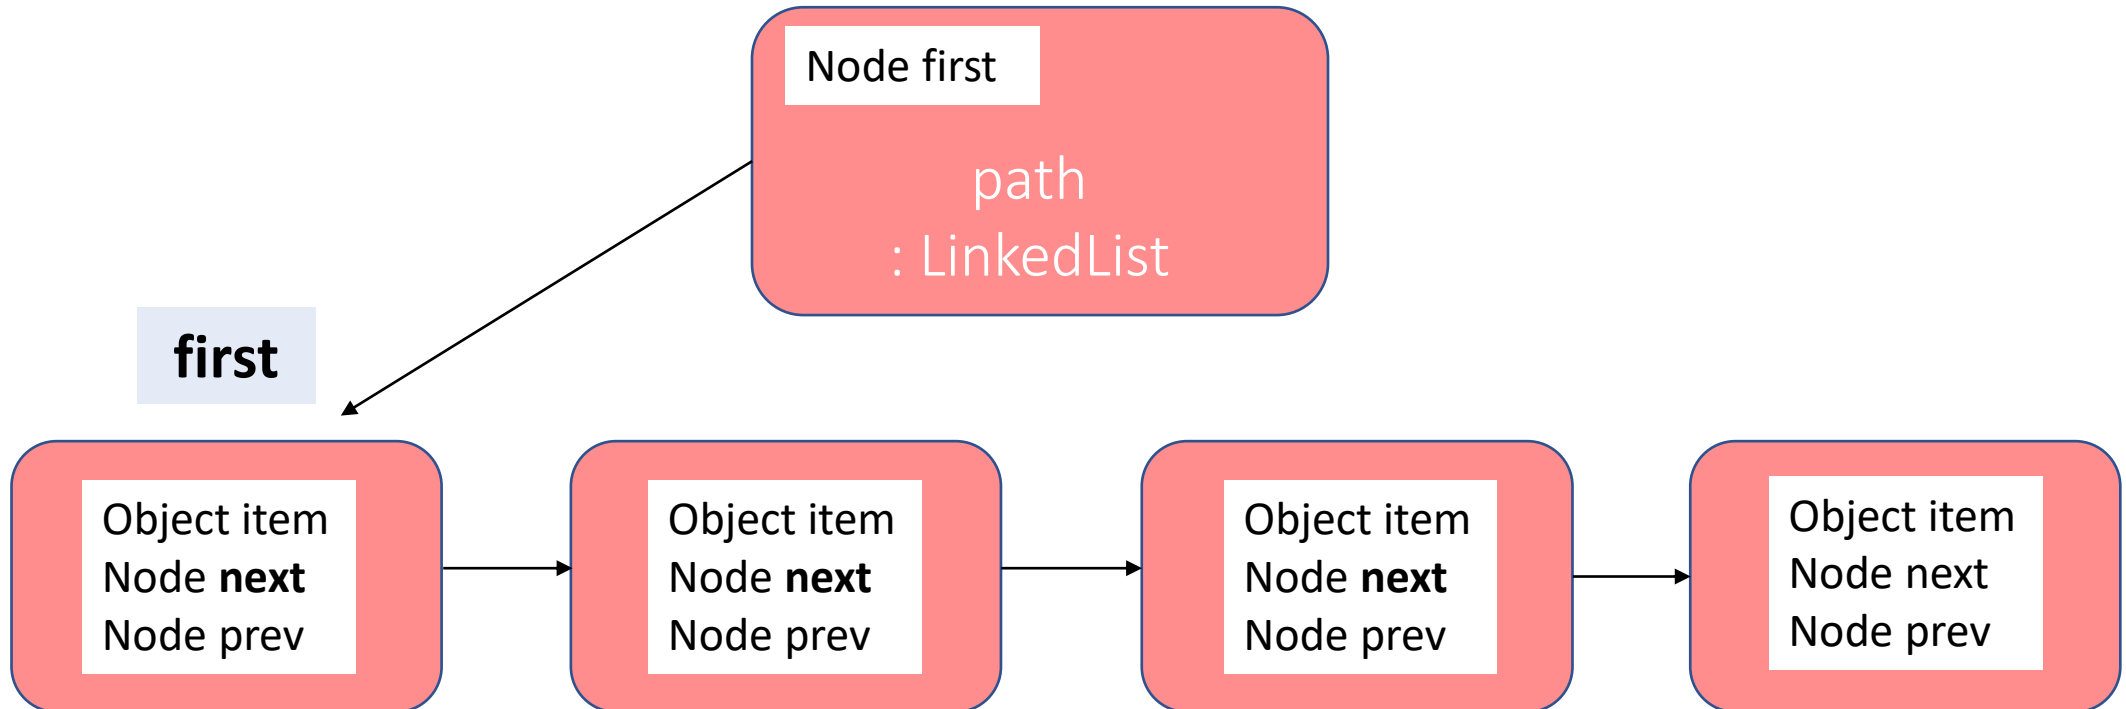 Node first
path
: LinkedList
first
Object item
Node next
Node prev
Object item
Node next
Node prev
Object item
Node next
Node prev
Object item
Node next
Node prev